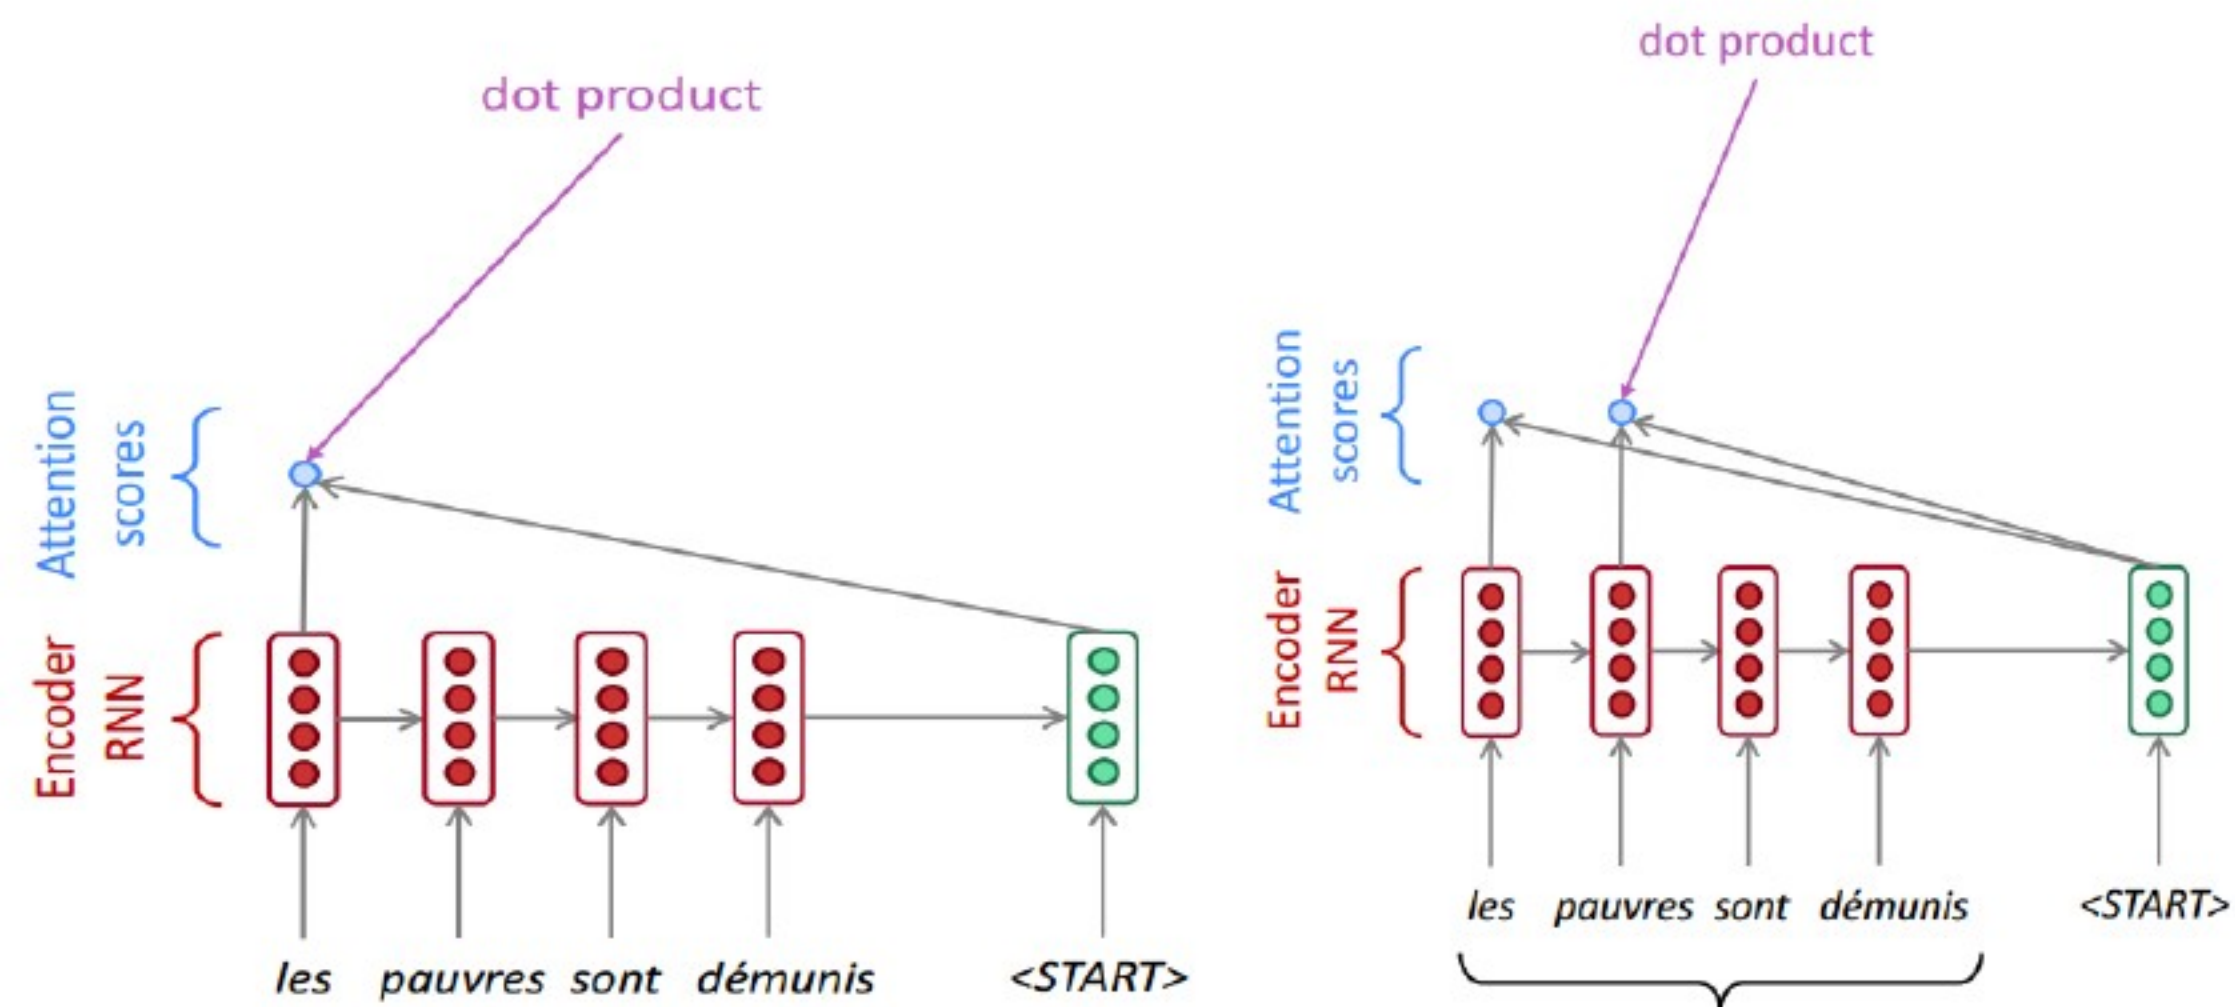 dot product
Attention
scores
Encoder
RNN
les pauvres sont démunis <START>
dot product
Attention
scores
Encoder
RNN
les pauvres sont démunis <START>